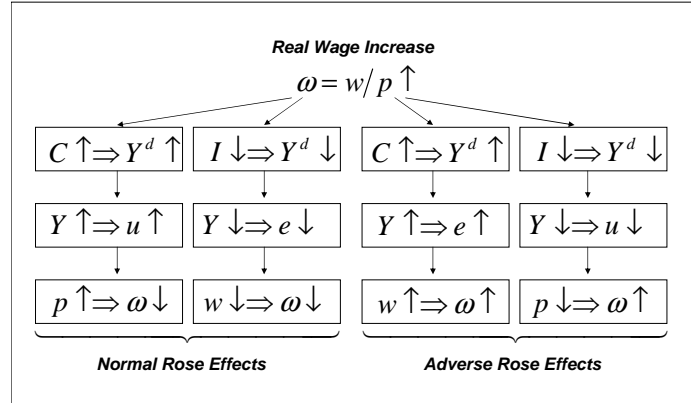 Real Wage Increase
ω = w/p ↑
C ↑⇒ Y^d ↑ I ↓⇒ Y^d ↓ C ↑⇒ Y^d ↑ I ↓⇒ Y^d ↓
Y ↑⇒ u ↑ Y ↓⇒ e ↓ Y ↑⇒ e ↑ Y ↓⇒ u ↓
p ↑⇒ ω ↓ w ↓⇒ ω ↓ w ↑⇒ ω ↑ p ↓⇒ ω ↑
Normal Rose Effects Adverse Rose Effects